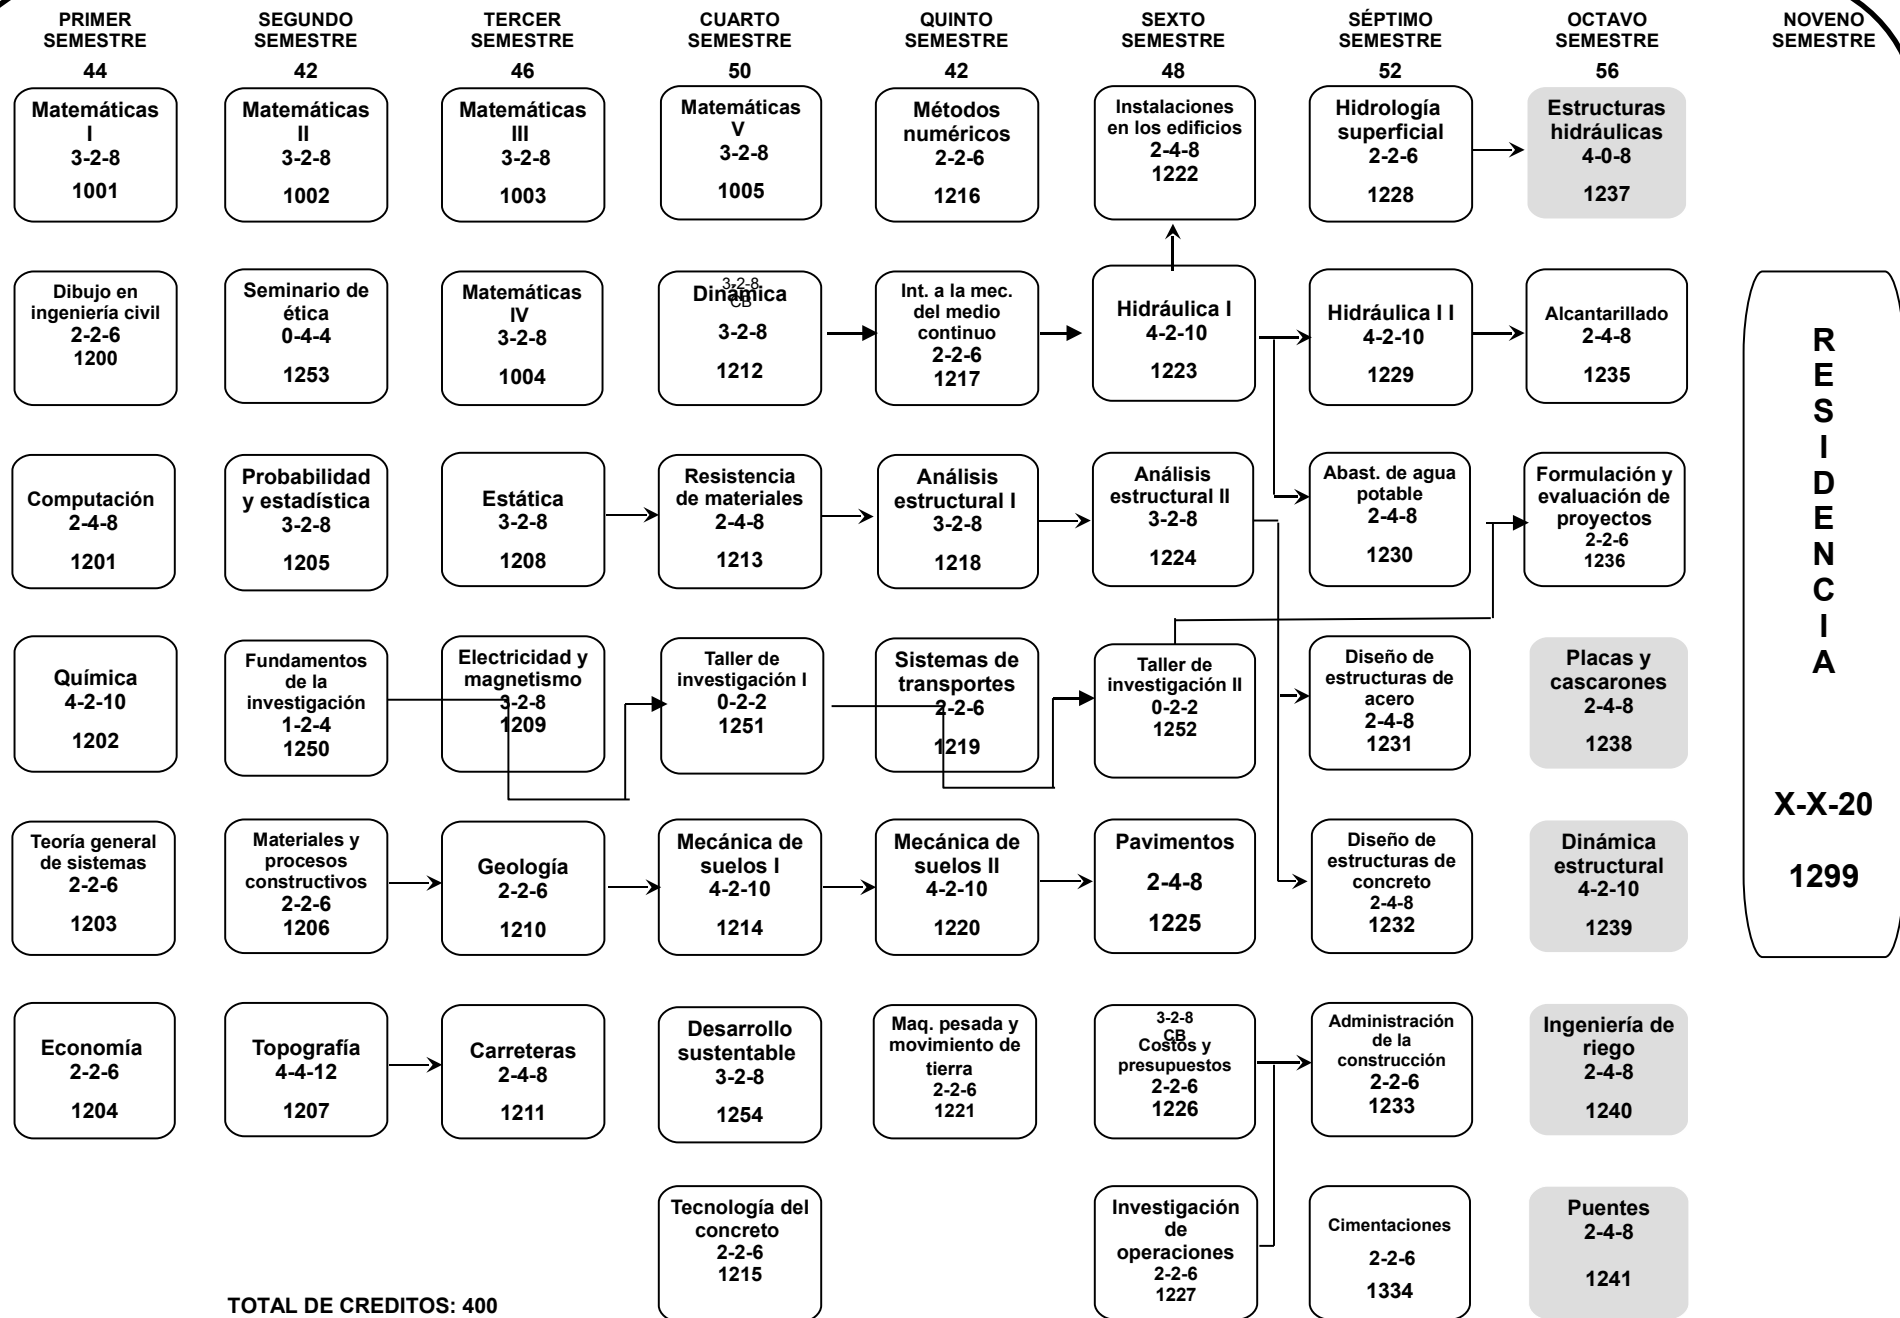 PRIMER
SEMESTRE
44
Matemáticas
I
3-2-8
1001
Dibujo en
ingeniería civil
2-2-6
1200
Computación
2-4-8
1201
Química
4-2-10
1202
Teoría general
de sistemas
2-2-6
1203
Economía
2-2-6
1204
SEGUNDO
SEMESTRE
42
Matemáticas
II
3-2-8
1002
Seminario de
ética
0-4-4
1253
Probabilidad
y estadística
3-2-8
1205
Fundamentos
de la
investigación
1-2-4
1250
Materiales y
procesos
constructivos
2-2-6
1206
Topografía
4-4-12
1207
TERCER
SEMESTRE
46
Matemáticas
III
3-2-8
1003
Matemáticas
IV
3-2-8
1004
Estática
3-2-8
1208
Electricidad y
magnetismo
3-2-8
1209
Geología
2-2-6
1210
Carreteras
2-4-8
1211
CUARTO
SEMESTRE
50
Matemáticas
V
3-2-8
1005
3-2-8
CB
Dinámica
3-2-8
1212
Resistencia
de materiales
2-4-8
1213
Taller de
investigación I
0-2-2
1251
Mecánica de
suelos I
4-2-10
1214
Desarrollo
sustentable
3-2-8
1254
Tecnología del
concreto
2-2-6
1215
QUINTO
SEMESTRE
42
Métodos
numéricos
2-2-6
1216
Int. a la mec.
del medio
continuo
2-2-6
1217
Análisis
estructural I
3-2-8
1218
Sistemas de
transportes
2-2-6
1219
Mecánica de
suelos II
4-2-10
1220
Maq. pesada y
movimiento de
tierra
2-2-6
1221
SEXTO
SEMESTRE
48
Instalaciones
en los edificios
2-4-8
1222
Hidráulica I
4-2-10
1223
Análisis
estructural II
3-2-8
1224
Taller de
investigación II
0-2-2
1252
Pavimentos
2-4-8
1225
3-2-8
CB
Costos y
presupuestos
2-2-6
1226
Investigación
de
operaciones
2-2-6
1227
SÉPTIMO
SEMESTRE
52
Hidrología
superficial
2-2-6
1228
Hidráulica I I
4-2-10
1229
Abast. de agua
potable
2-4-8
1230
Diseño de
estructuras de
acero
2-4-8
1231
Diseño de
estructuras de
concreto
2-4-8
1232
Administración
de la
construcción
2-2-6
1233
Cimentaciones
2-2-6
1334
OCTAVO
SEMESTRE
56
Estructuras
hidráulicas
4-0-8
1237
Alcantarillado
2-4-8
1235
Formulación y
evaluación de
proyectos
2-2-6
1236
Placas y
cascarones
2-4-8
1238
Dinámica
estructural
4-2-10
1239
Ingeniería de
riego
2-4-8
1240
Puentes
2-4-8
1241
NOVENO
SEMESTRE
R
E
S
I
D
E
N
C
I
A
X-X-20
1299
TOTAL DE CREDITOS: 400